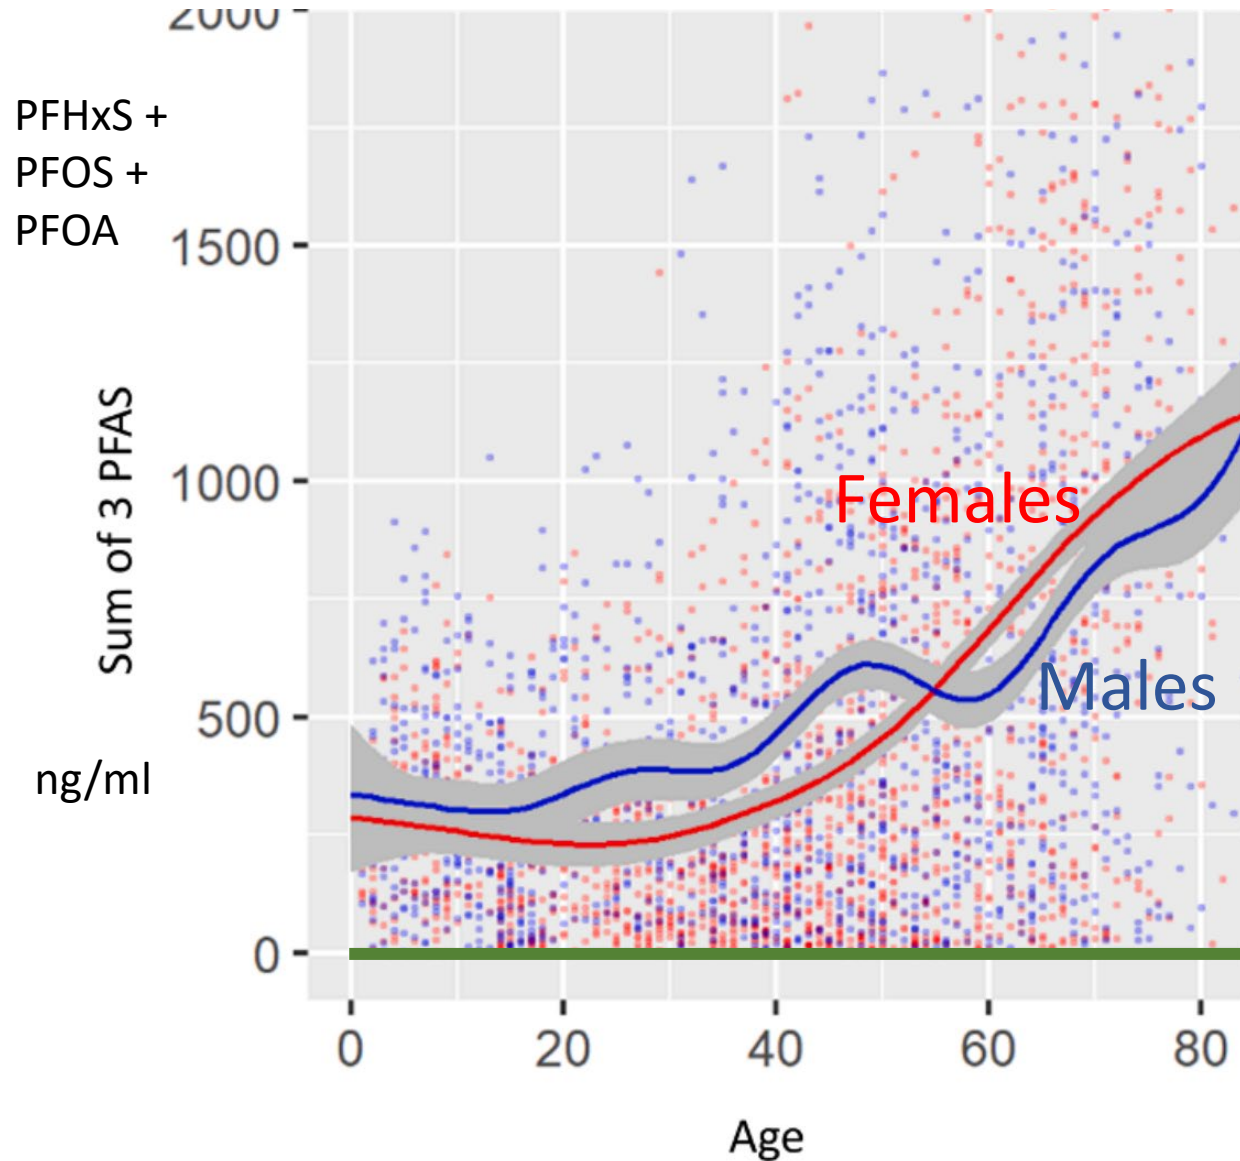 2000
PFHxS +
PFOS +
PFOA
1500
Sum of 3 PFAS
1000
Females
Males
500
ng/ml
0
0 20 40 60 80
Age